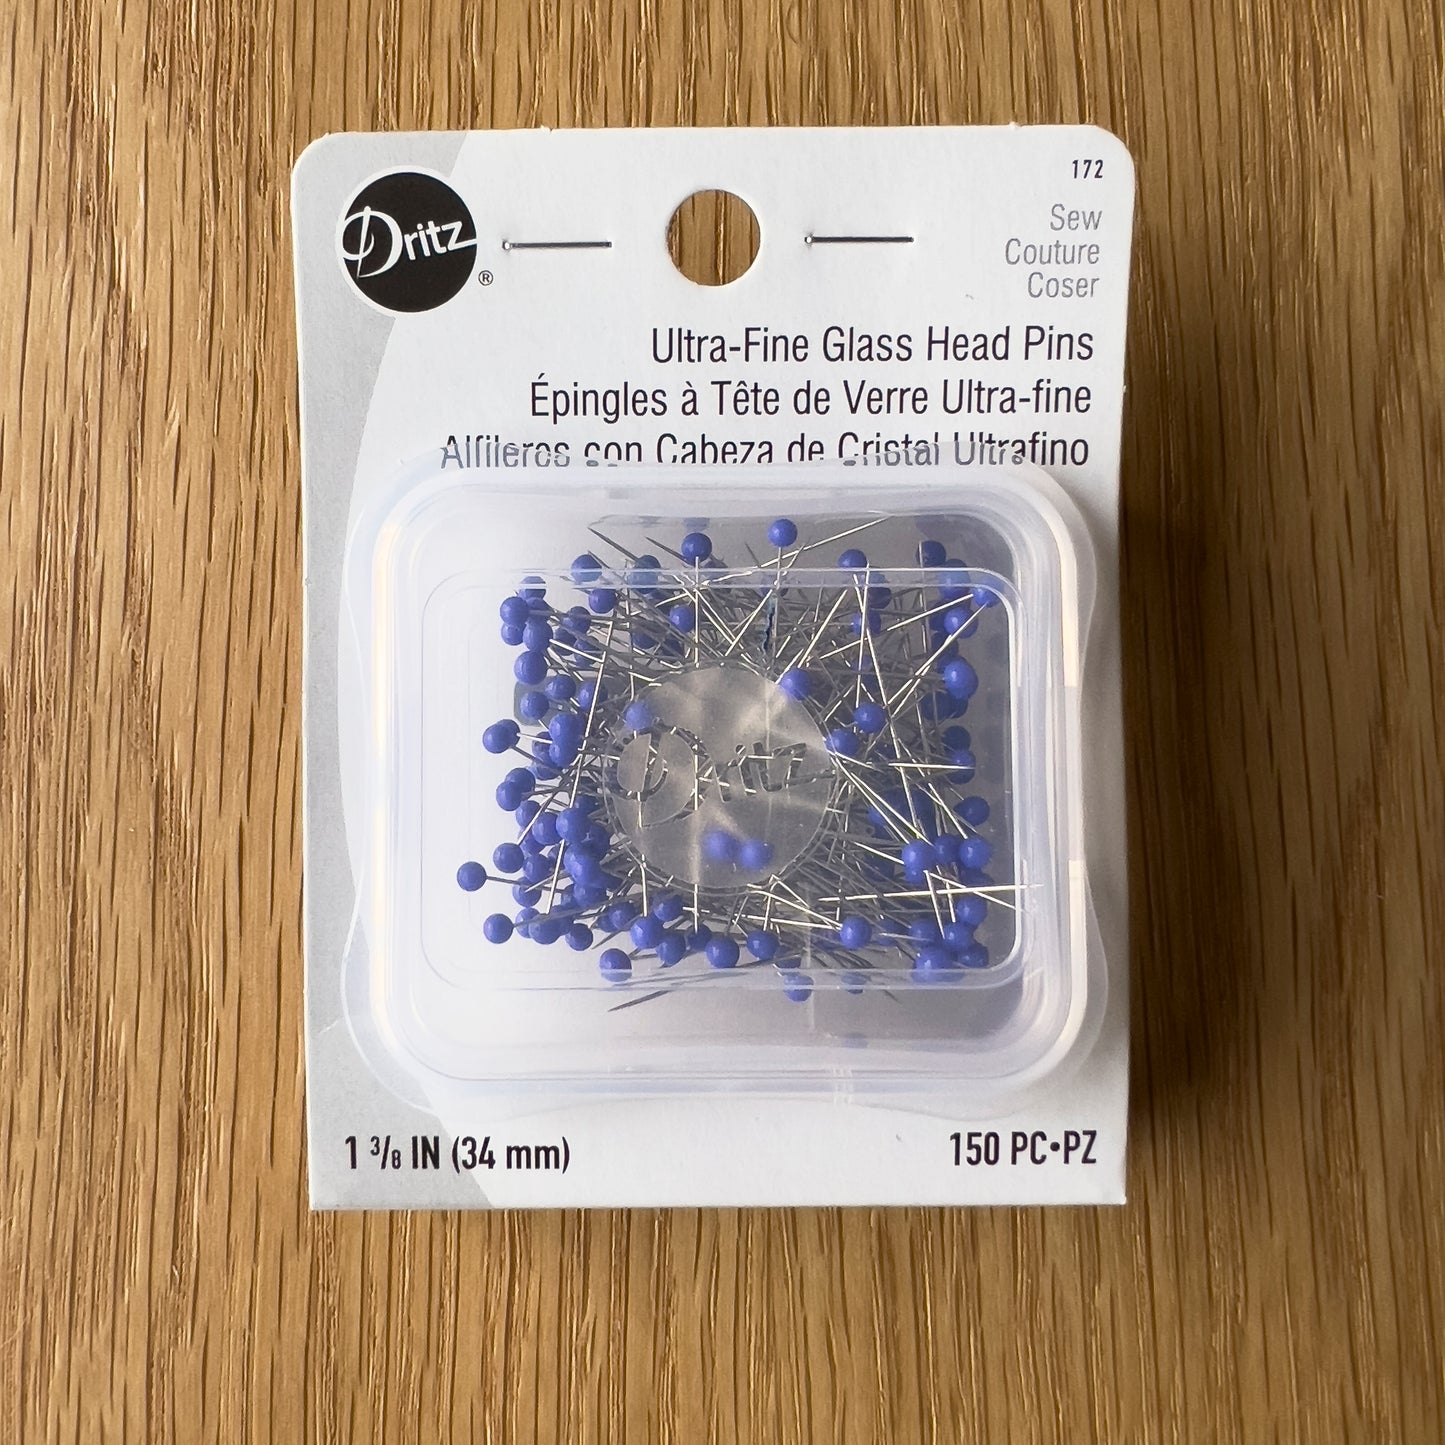 172
Dritz®
Sew
Couture
Coser
Ultra-Fine Glass Head Pins
Épingles à Tête de Verre Ultra-fine
Alfileres con Cabeza de Cristal Ultrafino
Dritz
1 3/8 IN (34 mm)
150 PC•PZ